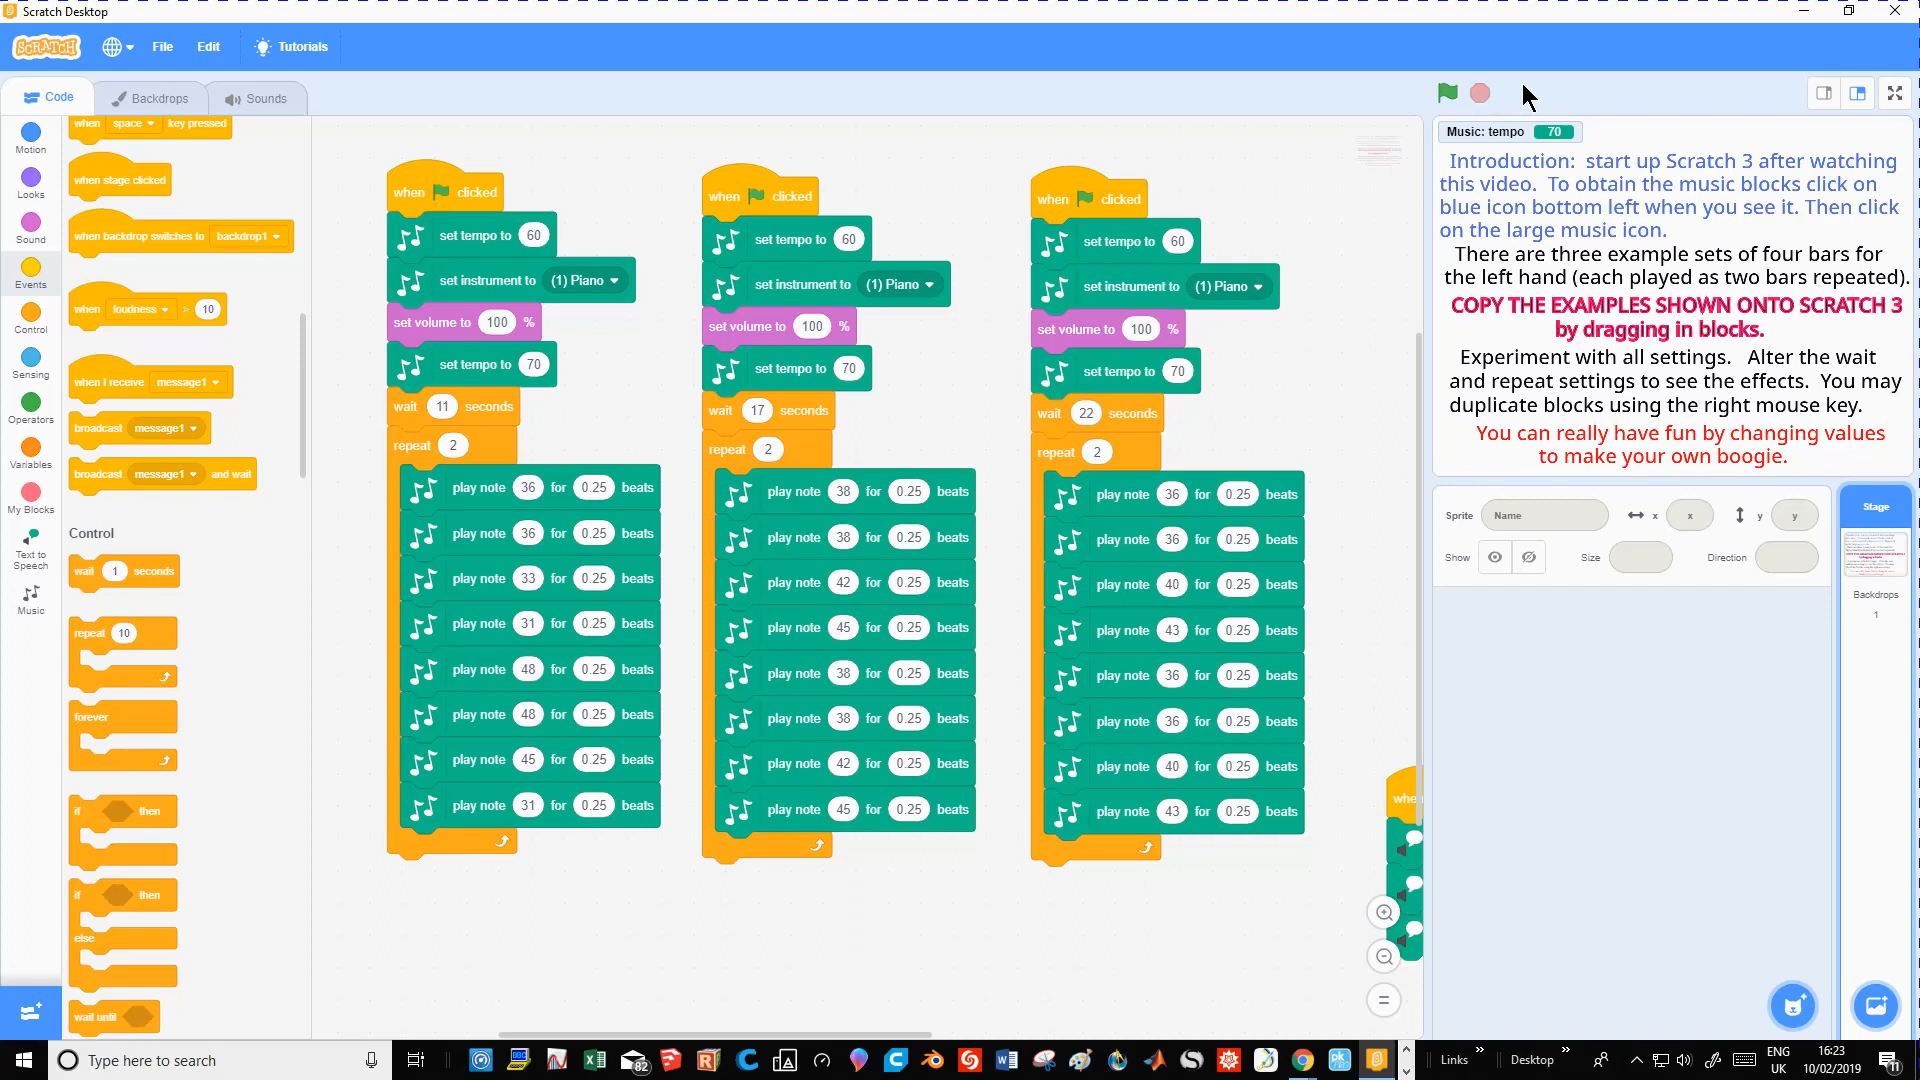 Scratch Desktop
SCRATCH
File
Edit
Tutorials
Code
Backdrops
Sounds
Motion
Looks
Sound
Events
Control
Sensing
Operators
Variables
My Blocks
Text to
Speech
Music
when space key pressed
when stage clicked
when backdrop switches to backdrop1
when loudness > 10
when I receive message1
broadcast message1
broadcast message1 and wait
Control
wait 1 seconds
repeat 10
forever
if then
if then
else
wait until
when clicked
set tempo to 60
set instrument to (1) Piano
set volume to 100 %
set tempo to 70
wait 11 seconds
repeat 2
play note 36 for 0.25 beats
play note 36 for 0.25 beats
play note 33 for 0.25 beats
play note 31 for 0.25 beats
play note 48 for 0.25 beats
play note 48 for 0.25 beats
play note 45 for 0.25 beats
play note 31 for 0.25 beats
when clicked
set tempo to 60
set instrument to (1) Piano
set volume to 100 %
set tempo to 70
wait 17 seconds
repeat 2
play note 38 for 0.25 beats
play note 38 for 0.25 beats
play note 42 for 0.25 beats
play note 45 for 0.25 beats
play note 38 for 0.25 beats
play note 38 for 0.25 beats
play note 42 for 0.25 beats
play note 45 for 0.25 beats
when clicked
set tempo to 60
set instrument to (1) Piano
set volume to 100 %
set tempo to 70
wait 22 seconds
repeat 2
play note 36 for 0.25 beats
play note 36 for 0.25 beats
play note 40 for 0.25 beats
play note 43 for 0.25 beats
play note 36 for 0.25 beats
play note 36 for 0.25 beats
play note 40 for 0.25 beats
play note 43 for 0.25 beats
Music: tempo 70
Introduction: start up Scratch 3 after watching
this video. To obtain the music blocks click on
blue icon bottom left when you see it. Then click
on the large music icon.
There are three example sets of four bars for
the left hand (each played as two bars repeated).
COPY THE EXAMPLES SHOWN ONTO SCRATCH 3
by dragging in blocks.
Experiment with all settings. Alter the wait
and repeat settings to see the effects. You may
duplicate blocks using the right mouse key.
You can really have fun by changing values
to make your own boogie.
Sprite Name x x y y
Show Size Direction
Stage
Backdrops
1
Type here to search
82
Links
Desktop
ENG
UK
16:23
10/02/2019
11